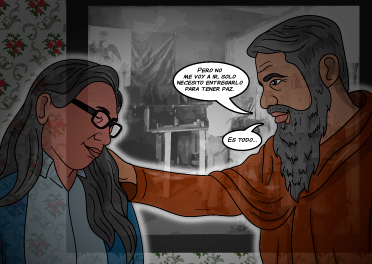 PERO NO
ME VOY A IR, SOLO
NECESITO ENTREGARLO
PARA TENER PAZ.
ES TODO...